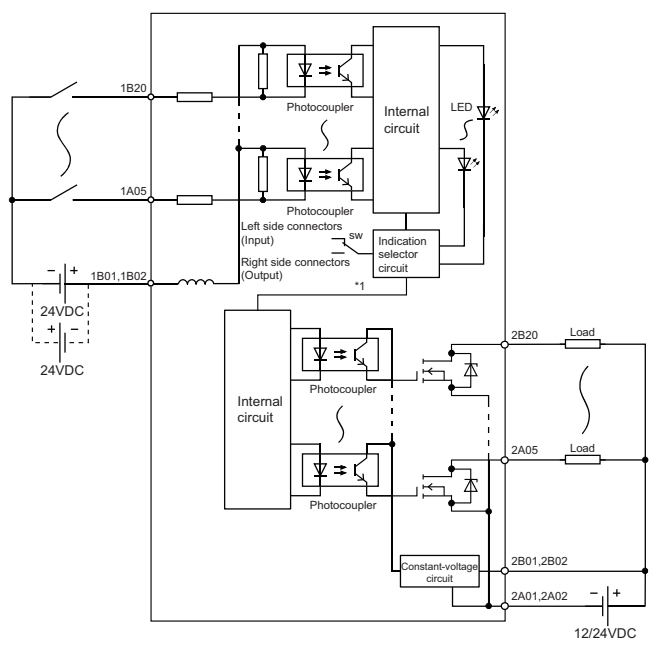 1B20
Photocoupler
Internal
circuit
LED
1A05
Photocoupler
Left side connectors
(Input)
sw
Right side connectors
(Output)
Indication
selector
circuit
*1
− +
1B01,1B02
24VDC
+ −
24VDC
2B20
Load
Photocoupler
Internal
circuit
2A05
Load
Photocoupler
Constant-voltage
circuit
2B01,2B02
2A01,2A02
− +
12/24VDC